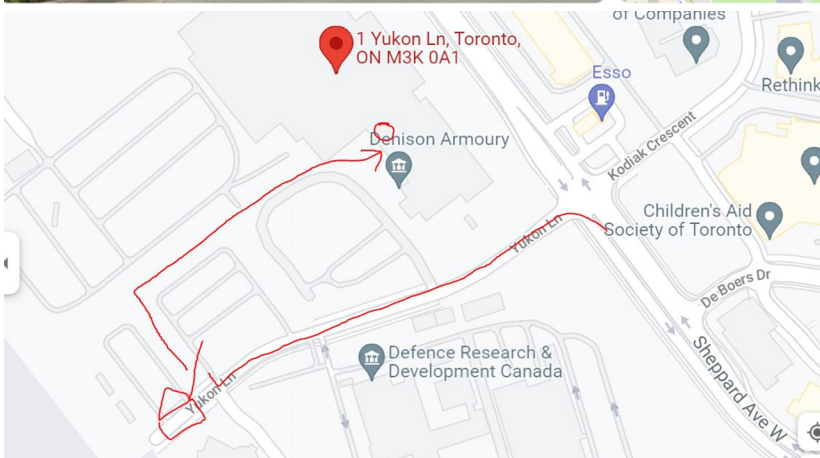 of Companies
1 Yukon Ln, Toronto,
ON M3K 0A1
Esso
Rethink
Kodiak Crescent
Denison Armoury
Children's Aid
Society of Toronto
Yukon Ln
De Boers Dr
Defence Research &
Development Canada
Yukon Ln
Sheppard Ave W